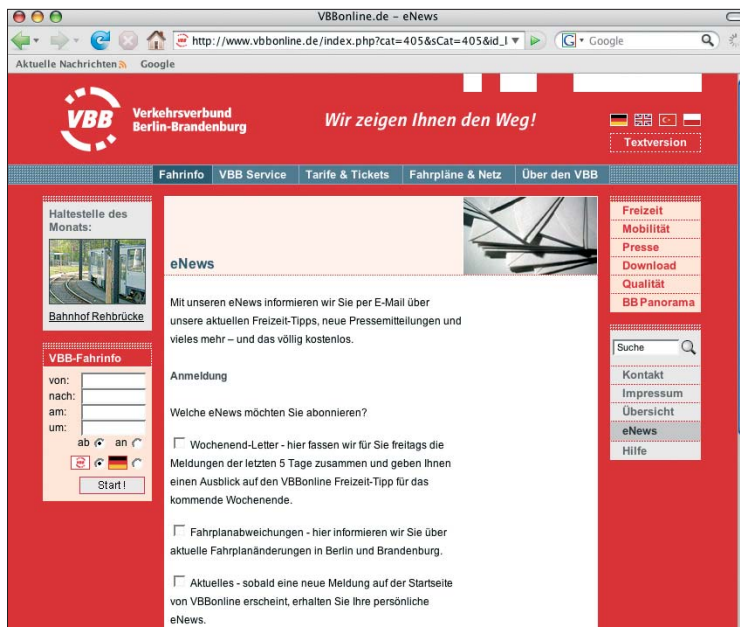 VBBonline.de – eNews
http://www.vbbonline.de/index.php?cat=405&sCat=405&id_
Google
Aktuelle Nachrichten
Google
VBB
Verkehrsverbund
Berlin-Brandenburg
Wir zeigen Ihnen den Weg!
Textversion
Fahrinfo
VBB Service
Tarife & Tickets
Fahrpläne & Netz
Über den VBB
Haltestelle des
Monats:
Bahnhof Rehbrücke
VBB-Fahrinfo
von:
nach:
am:
um:
ab
an
Start!
eNews
Mit unseren eNews informieren wir Sie per E-Mail über
unsere aktuellen Freizeit-Tipps, neue Pressemitteilungen und
vieles mehr – und das völlig kostenlos.
Anmeldung
Welche eNews möchten Sie abonnieren?
Wochenend-Letter - hier fassen wir für Sie freitags die
Meldungen der letzten 5 Tage zusammen und geben Ihnen
einen Ausblick auf den VBBonline Freizeit-Tipp für das
kommende Wochenende.
Fahrplanabweichungen - hier informieren wir Sie über
aktuelle Fahrplanänderungen in Berlin und Brandenburg.
Aktuelles - sobald eine neue Meldung auf der Startseite
von VBBonline erscheint, erhalten Sie Ihre persönliche
eNews.
Freizeit
Mobilität
Presse
Download
Qualität
BB Panorama
Suche
Kontakt
Impressum
Übersicht
eNews
Hilfe